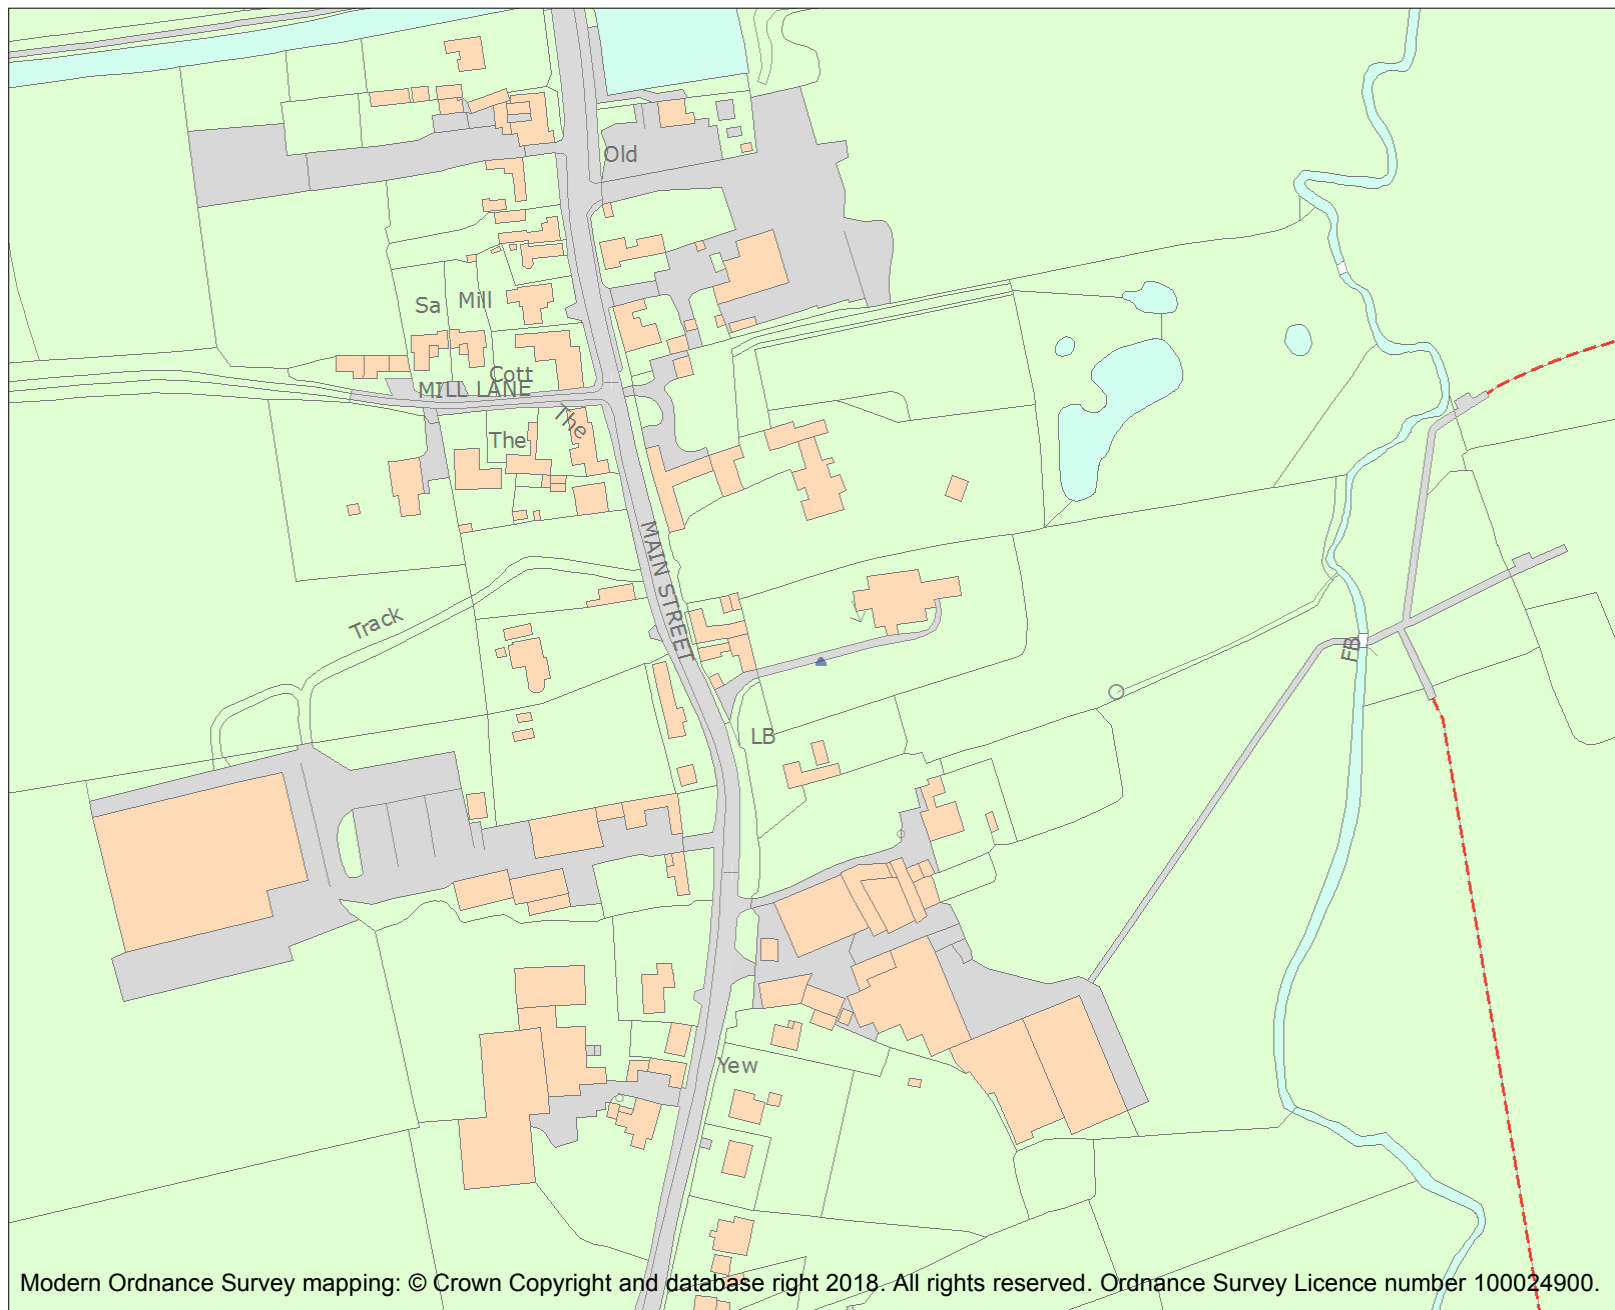 Old
Sa
Mill
Cott
MILL LANE
The
The
MAIN STREET
Track
FB
LB
Yew
Modern Ordnance Survey mapping: © Crown Copyright and database right 2018. All rights reserved. Ordnance Survey Licence number 100024900.